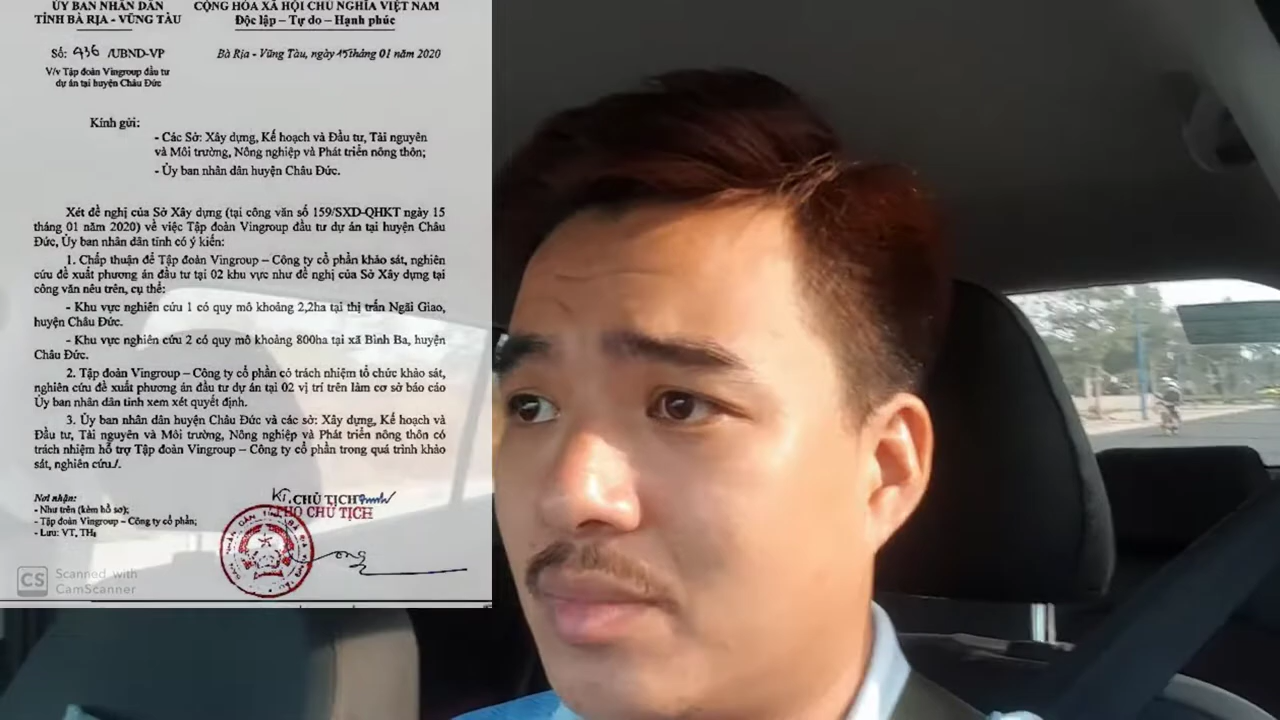 ỦY BAN NHÂN DÂN
TỈNH BÀ RỊA - VŨNG TÀU
CỘNG HÒA XÃ HỘI CHỦ NGHĨA VIỆT NAM
Độc lập – Tự do – Hạnh phúc
Số: 436 /UBND-VP
V/v Tập đoàn Vingroup đầu tư
dự án tại huyện Châu Đức
Bà Rịa - Vũng Tàu, ngày 15 tháng 01 năm 2020
Kính gửi:
- Các Sở: Xây dựng, Kế hoạch và Đầu tư, Tài nguyên
và Môi trường, Nông nghiệp và Phát triển nông thôn;
- Ủy ban nhân dân huyện Châu Đức.
Xét đề nghị của Sở Xây dựng (tại công văn số 159/SXD-QHKT ngày 15
tháng 01 năm 2020) về việc Tập đoàn Vingroup đầu tư dự án tại huyện Châu
Đức, Ủy ban nhân dân tỉnh có ý kiến:
1. Chấp thuận để Tập đoàn Vingroup – Công ty cổ phần khảo sát, nghiên
cứu đề xuất phương án đầu tư tại 02 khu vực như đề nghị của Sở Xây dựng tại
công văn nêu trên, cụ thể:
- Khu vực nghiên cứu 1 có quy mô khoảng 2,2ha tại thị trấn Ngãi Giao,
huyện Châu Đức.
- Khu vực nghiên cứu 2 có quy mô khoảng 800ha tại xã Bình Ba, huyện
Châu Đức.
2. Tập đoàn Vingroup – Công ty cổ phần có trách nhiệm tổ chức khảo sát,
nghiên cứu đề xuất phương án đầu tư dự án tại 02 vị trí trên làm cơ sở báo cáo
Ủy ban nhân dân tỉnh xem xét quyết định.
3. Ủy ban nhân dân huyện Châu Đức và các sở: Xây dựng, Kế hoạch và
Đầu tư, Tài nguyên và Môi trường, Nông nghiệp và Phát triển nông thôn có
trách nhiệm hỗ trợ Tập đoàn Vingroup – Công ty cổ phần trong quá trình khảo
sát, nghiên cứu./.
Nơi nhận:
- Như trên (kèm hồ sơ);
- Tập đoàn Vingroup – Công ty cổ phần;
- Lưu: VT, TH
KT. CHỦ TỊCH
PHÓ CHỦ TỊCH
CS Scanned with
CamScanner